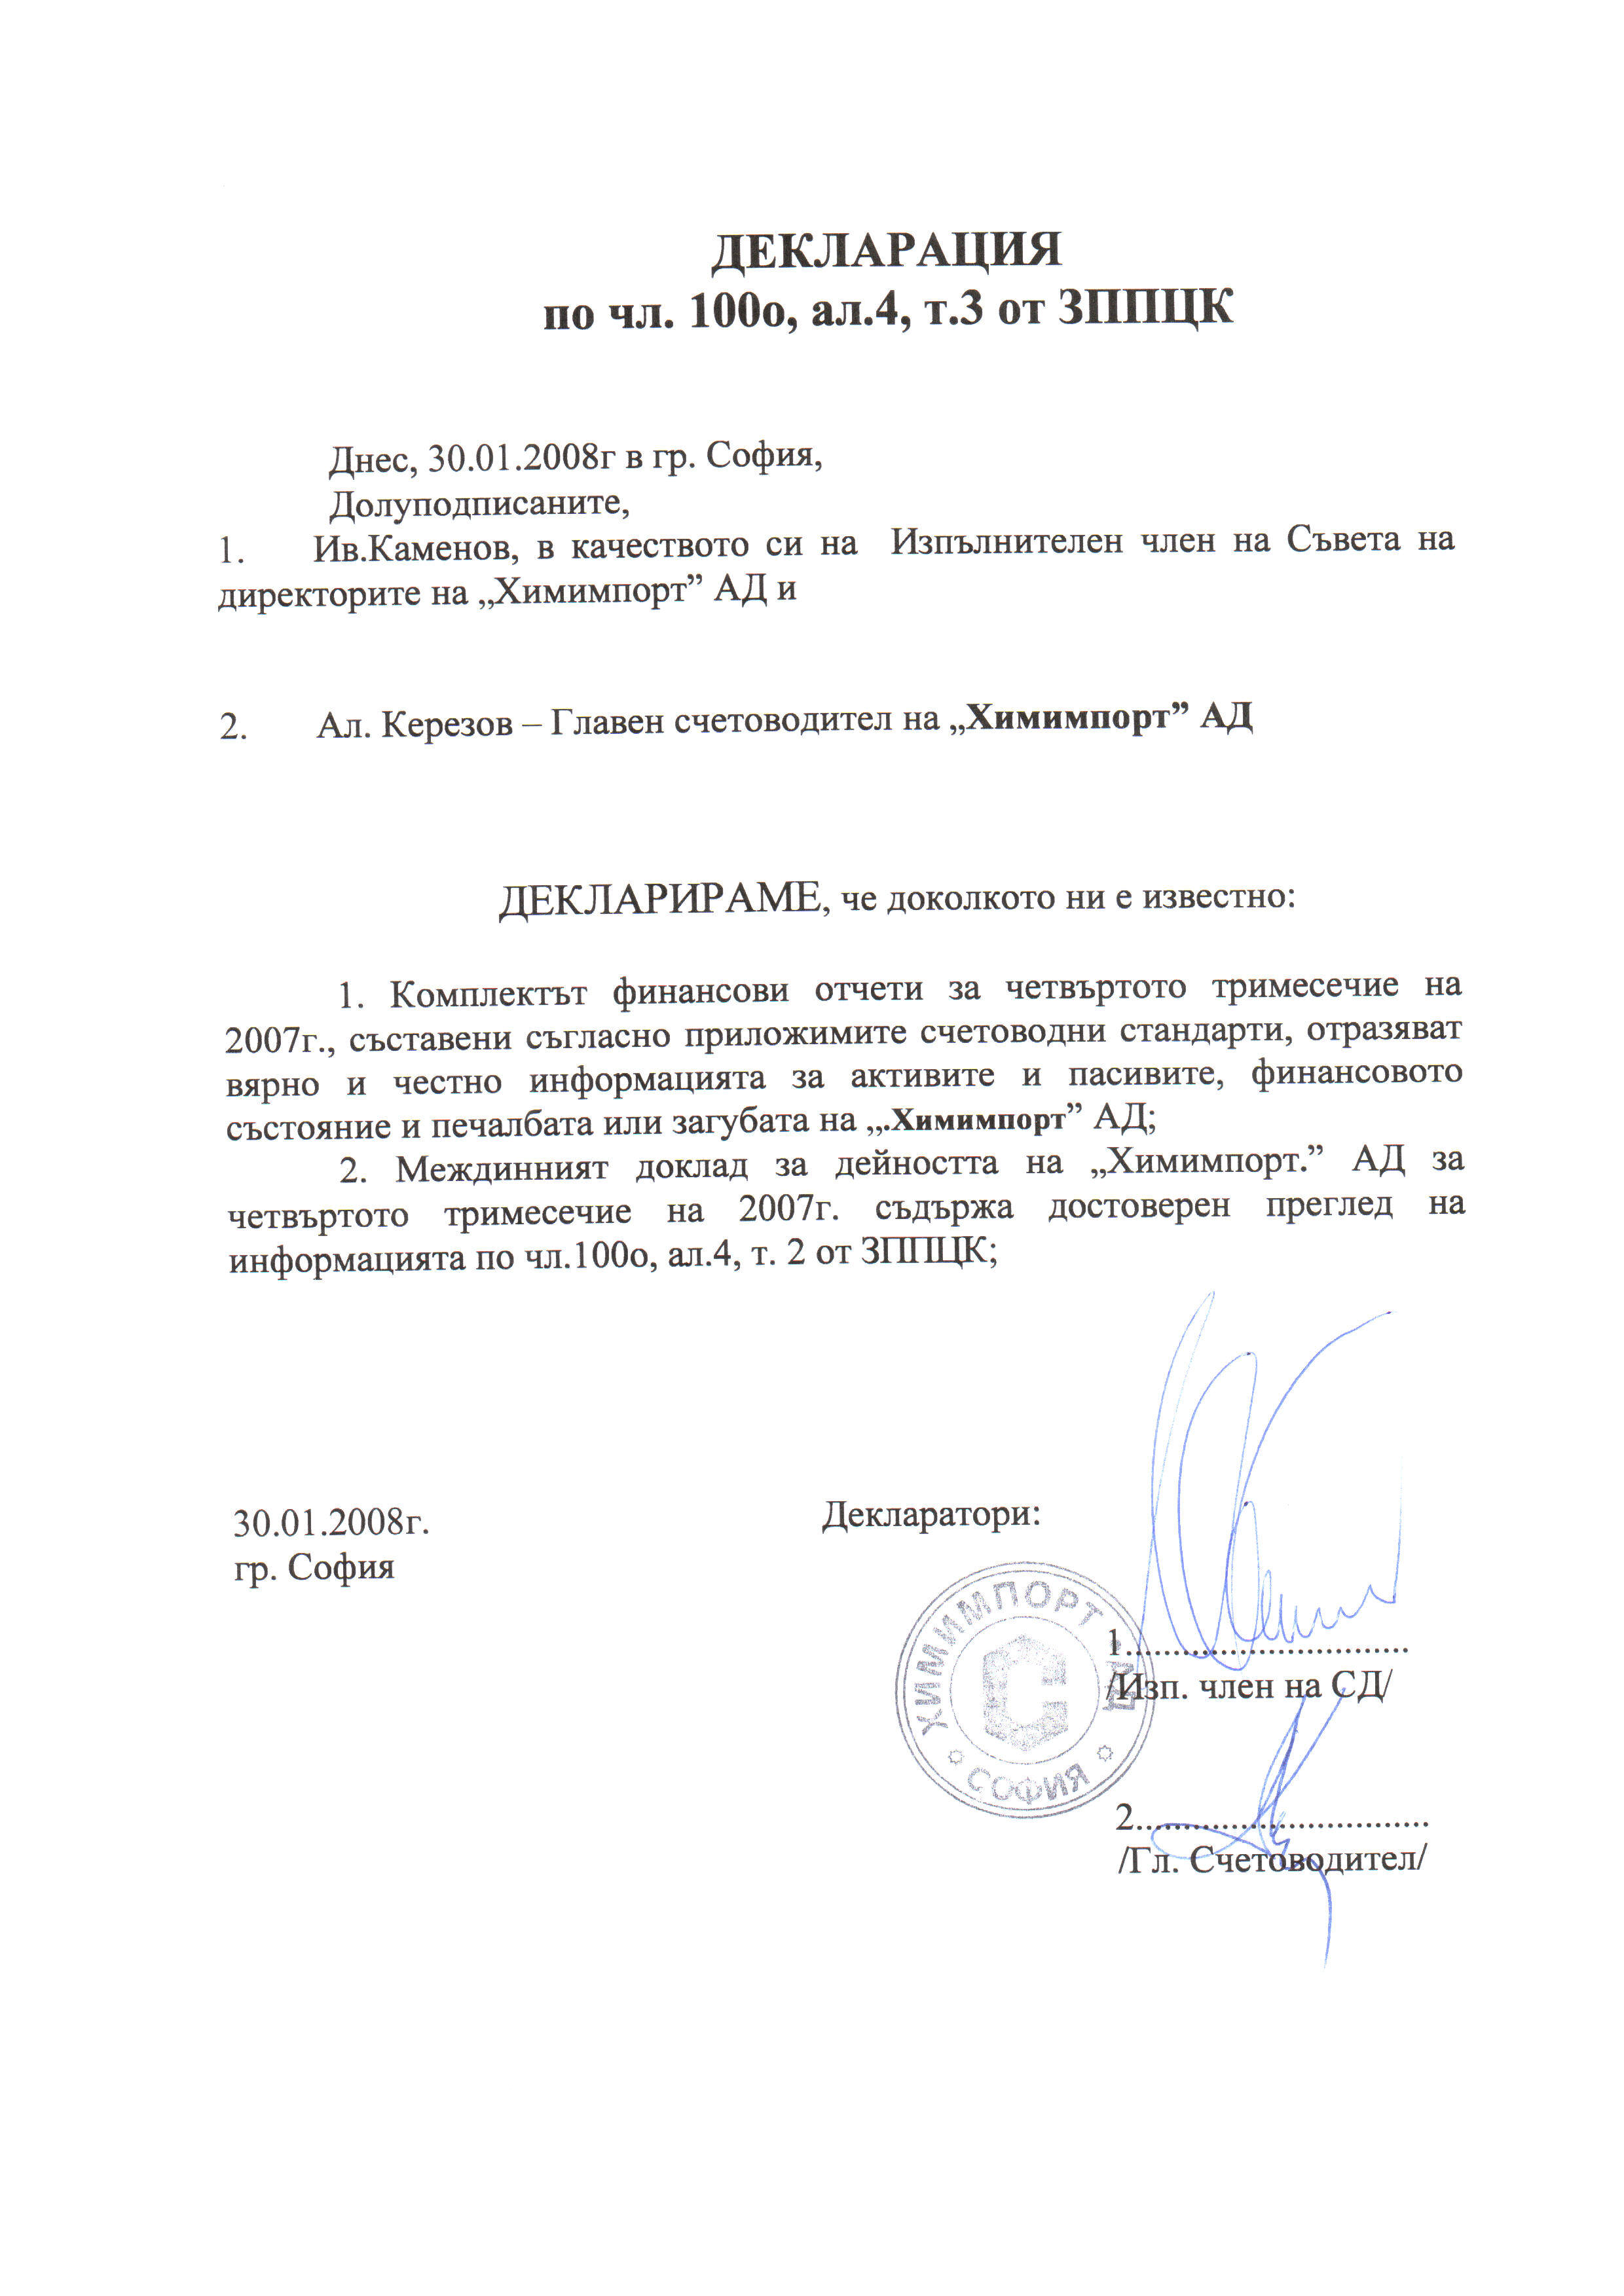 ДЕКЛАРАЦИЯ
по чл. 100о, ал.4, т.3 от ЗППЦК
Днес, 30.01.2008г в гр. София,
Долуподписаните,
1. Ив.Каменов, в качеството си на Изпълнителен член на Съвета на
директорите на „Химимпорт” АД и
2. Ал. Керезов – Главен счетоводител на „Химимпорт” АД
ДЕКЛАРИРАМЕ, че доколкото ни е известно:
1. Комплектът финансови отчети за четвъртото тримесечие на
2007г., съставени съгласно приложимите счетоводни стандарти, отразяват
вярно и честно информацията за активите и пасивите, финансовото
състояние и печалбата или загубата на „.Химимпорт” АД;
2. Междинният доклад за дейността на „Химимпорт.” АД за
четвъртото тримесечие на 2007г. съдържа достоверен преглед на
информацията по чл.100о, ал.4, т. 2 от ЗППЦК;
30.01.2008г.
гр. София
Декларатори:
ХИМИМПОРТ АД
СОФИЯ
1..............................
/Изп. член на СД/
2...............................
/Гл. Счетоводител/